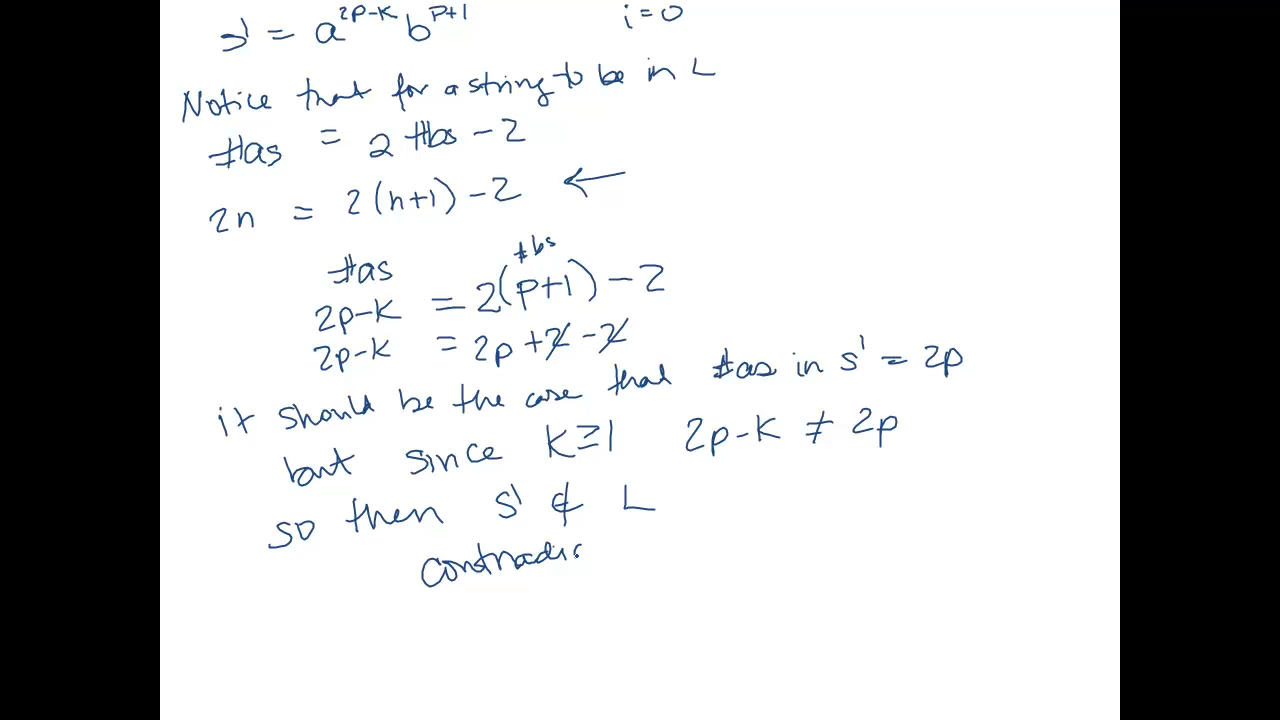 s' = a^{2p-k} b^{p+1} i = 0
Notice that for a string to be in L
#as = 2 #bs - 2
2n = 2(n+1) - 2 ←
#bs
#as
2p-k = 2(p+1) - 2
2p-k = 2p + 2 - 2
it should be the case that #as in s' = 2p
but since k ≥ 1 2p-k ≠ 2p
so then s' ∉ L
contradic